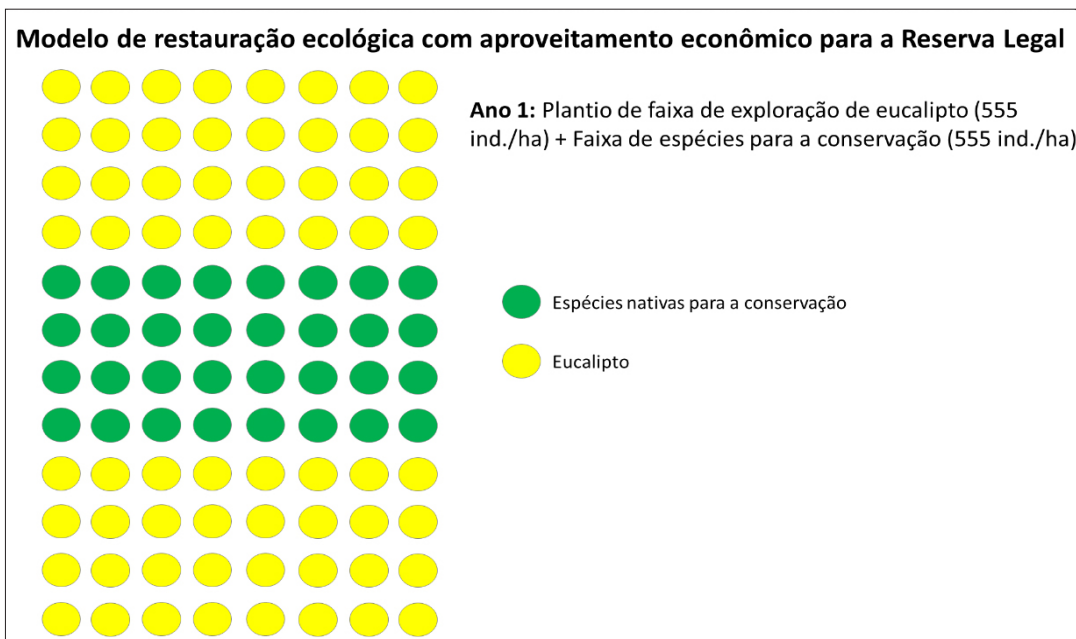 Modelo de restauração ecológica com aproveitamento econômico para a Reserva Legal
Ano 1: Plantio de faixa de exploração de eucalipto (555
ind./ha) + Faixa de espécies para a conservação (555 ind./ha)
Espécies nativas para a conservação
Eucalipto